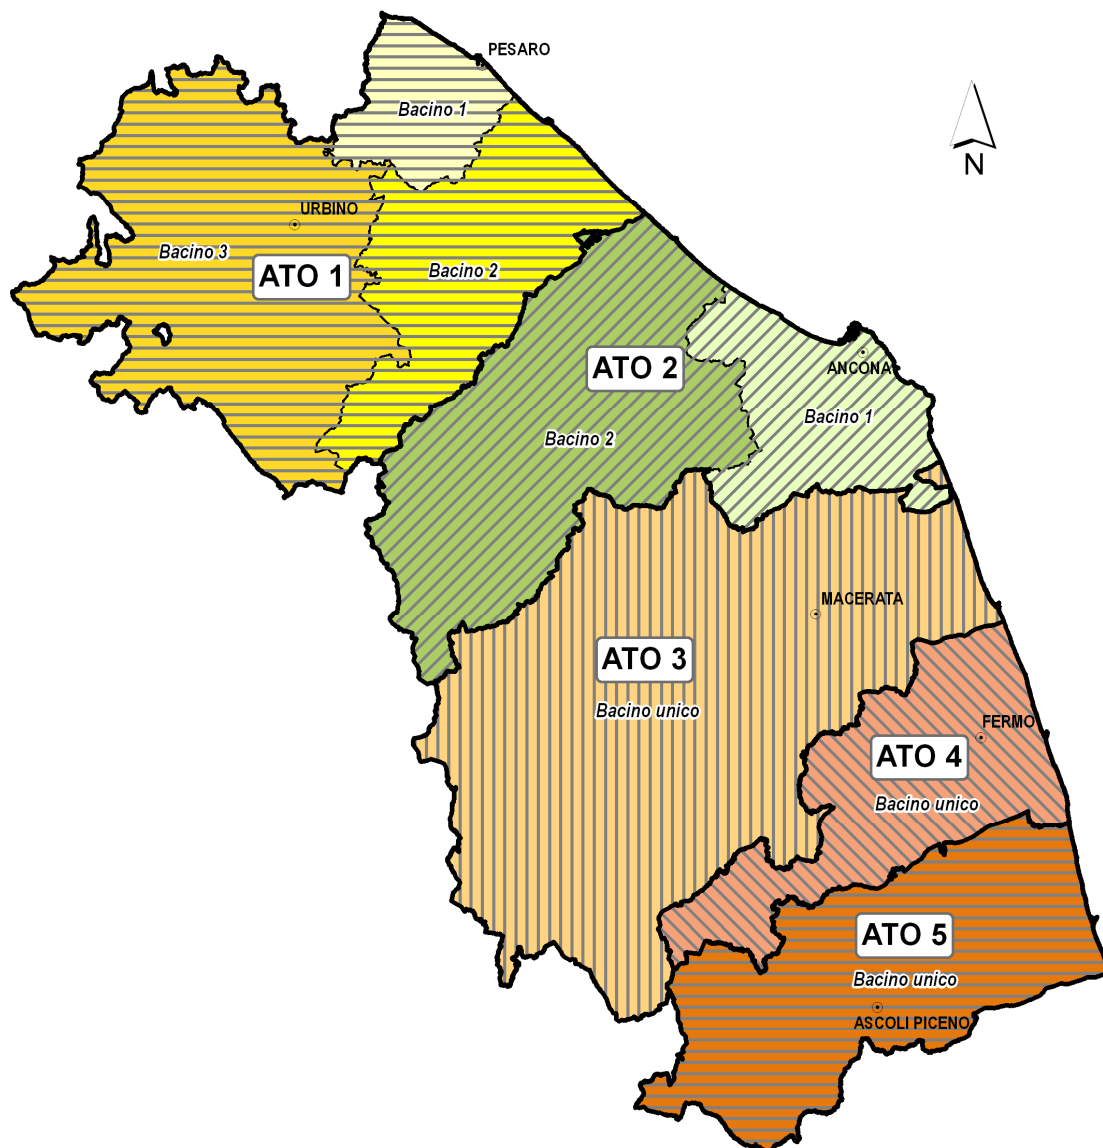 PESARO
Bacino 1
N
URBINO
Bacino 3
Bacino 2
ATO 1
ATO 2
ANCONA
Bacino 1
Bacino 2
MACERATA
ATO 3
Bacino unico
FERMO
ATO 4
Bacino unico
ATO 5
Bacino unico
ASCOLI PICENO